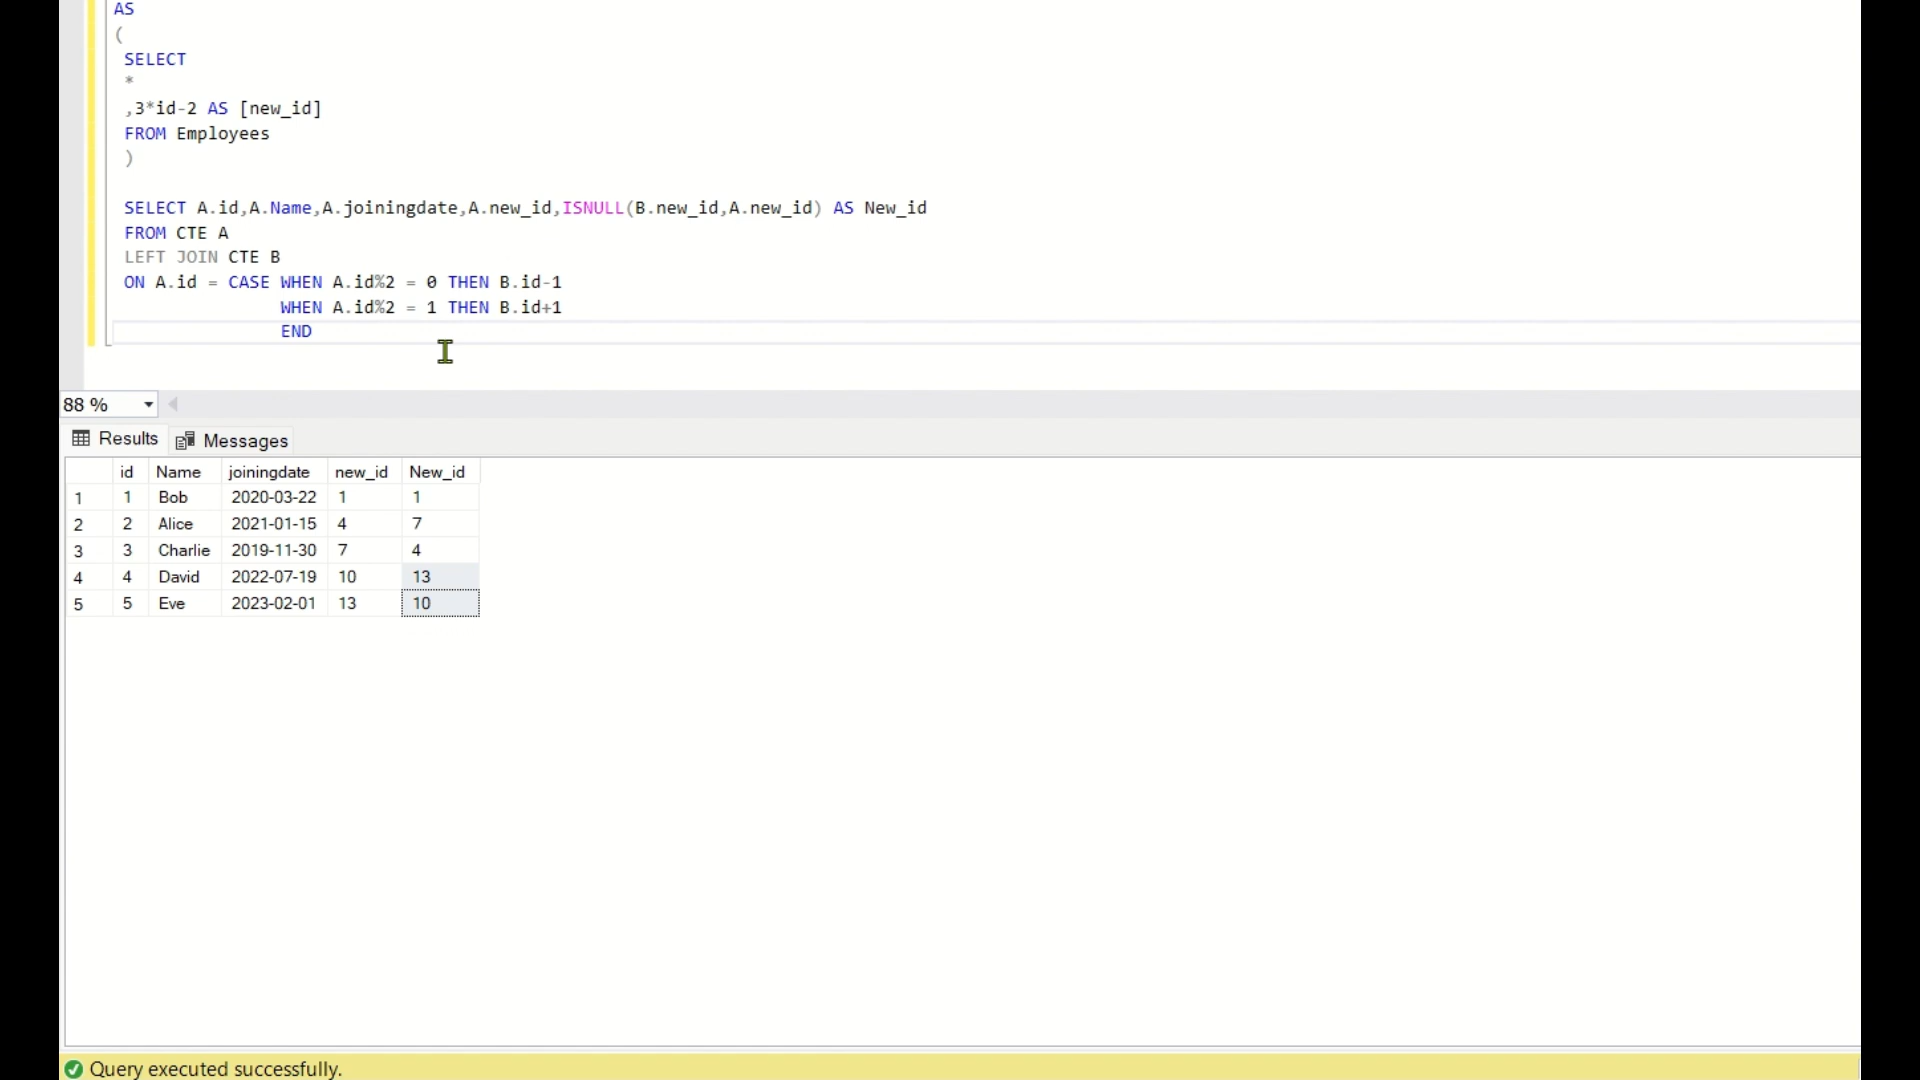 AS
(
SELECT
*
,3*id-2 AS [new_id]
FROM Employees
)
SELECT A.id,A.Name,A.joiningdate,A.new_id,ISNULL(B.new_id,A.new_id) AS New_id
FROM CTE A
LEFT JOIN CTE B
ON A.id = CASE WHEN A.id%2 = 0 THEN B.id-1
WHEN A.id%2 = 1 THEN B.id+1
END
88 %
Results Messages
id Name joiningdate new_id New_id
1 1 Bob 2020-03-22 1 1
2 2 Alice 2021-01-15 4 7
3 3 Charlie 2019-11-30 7 4
4 4 David 2022-07-19 10 13
5 5 Eve 2023-02-01 13 10
Query executed successfully.